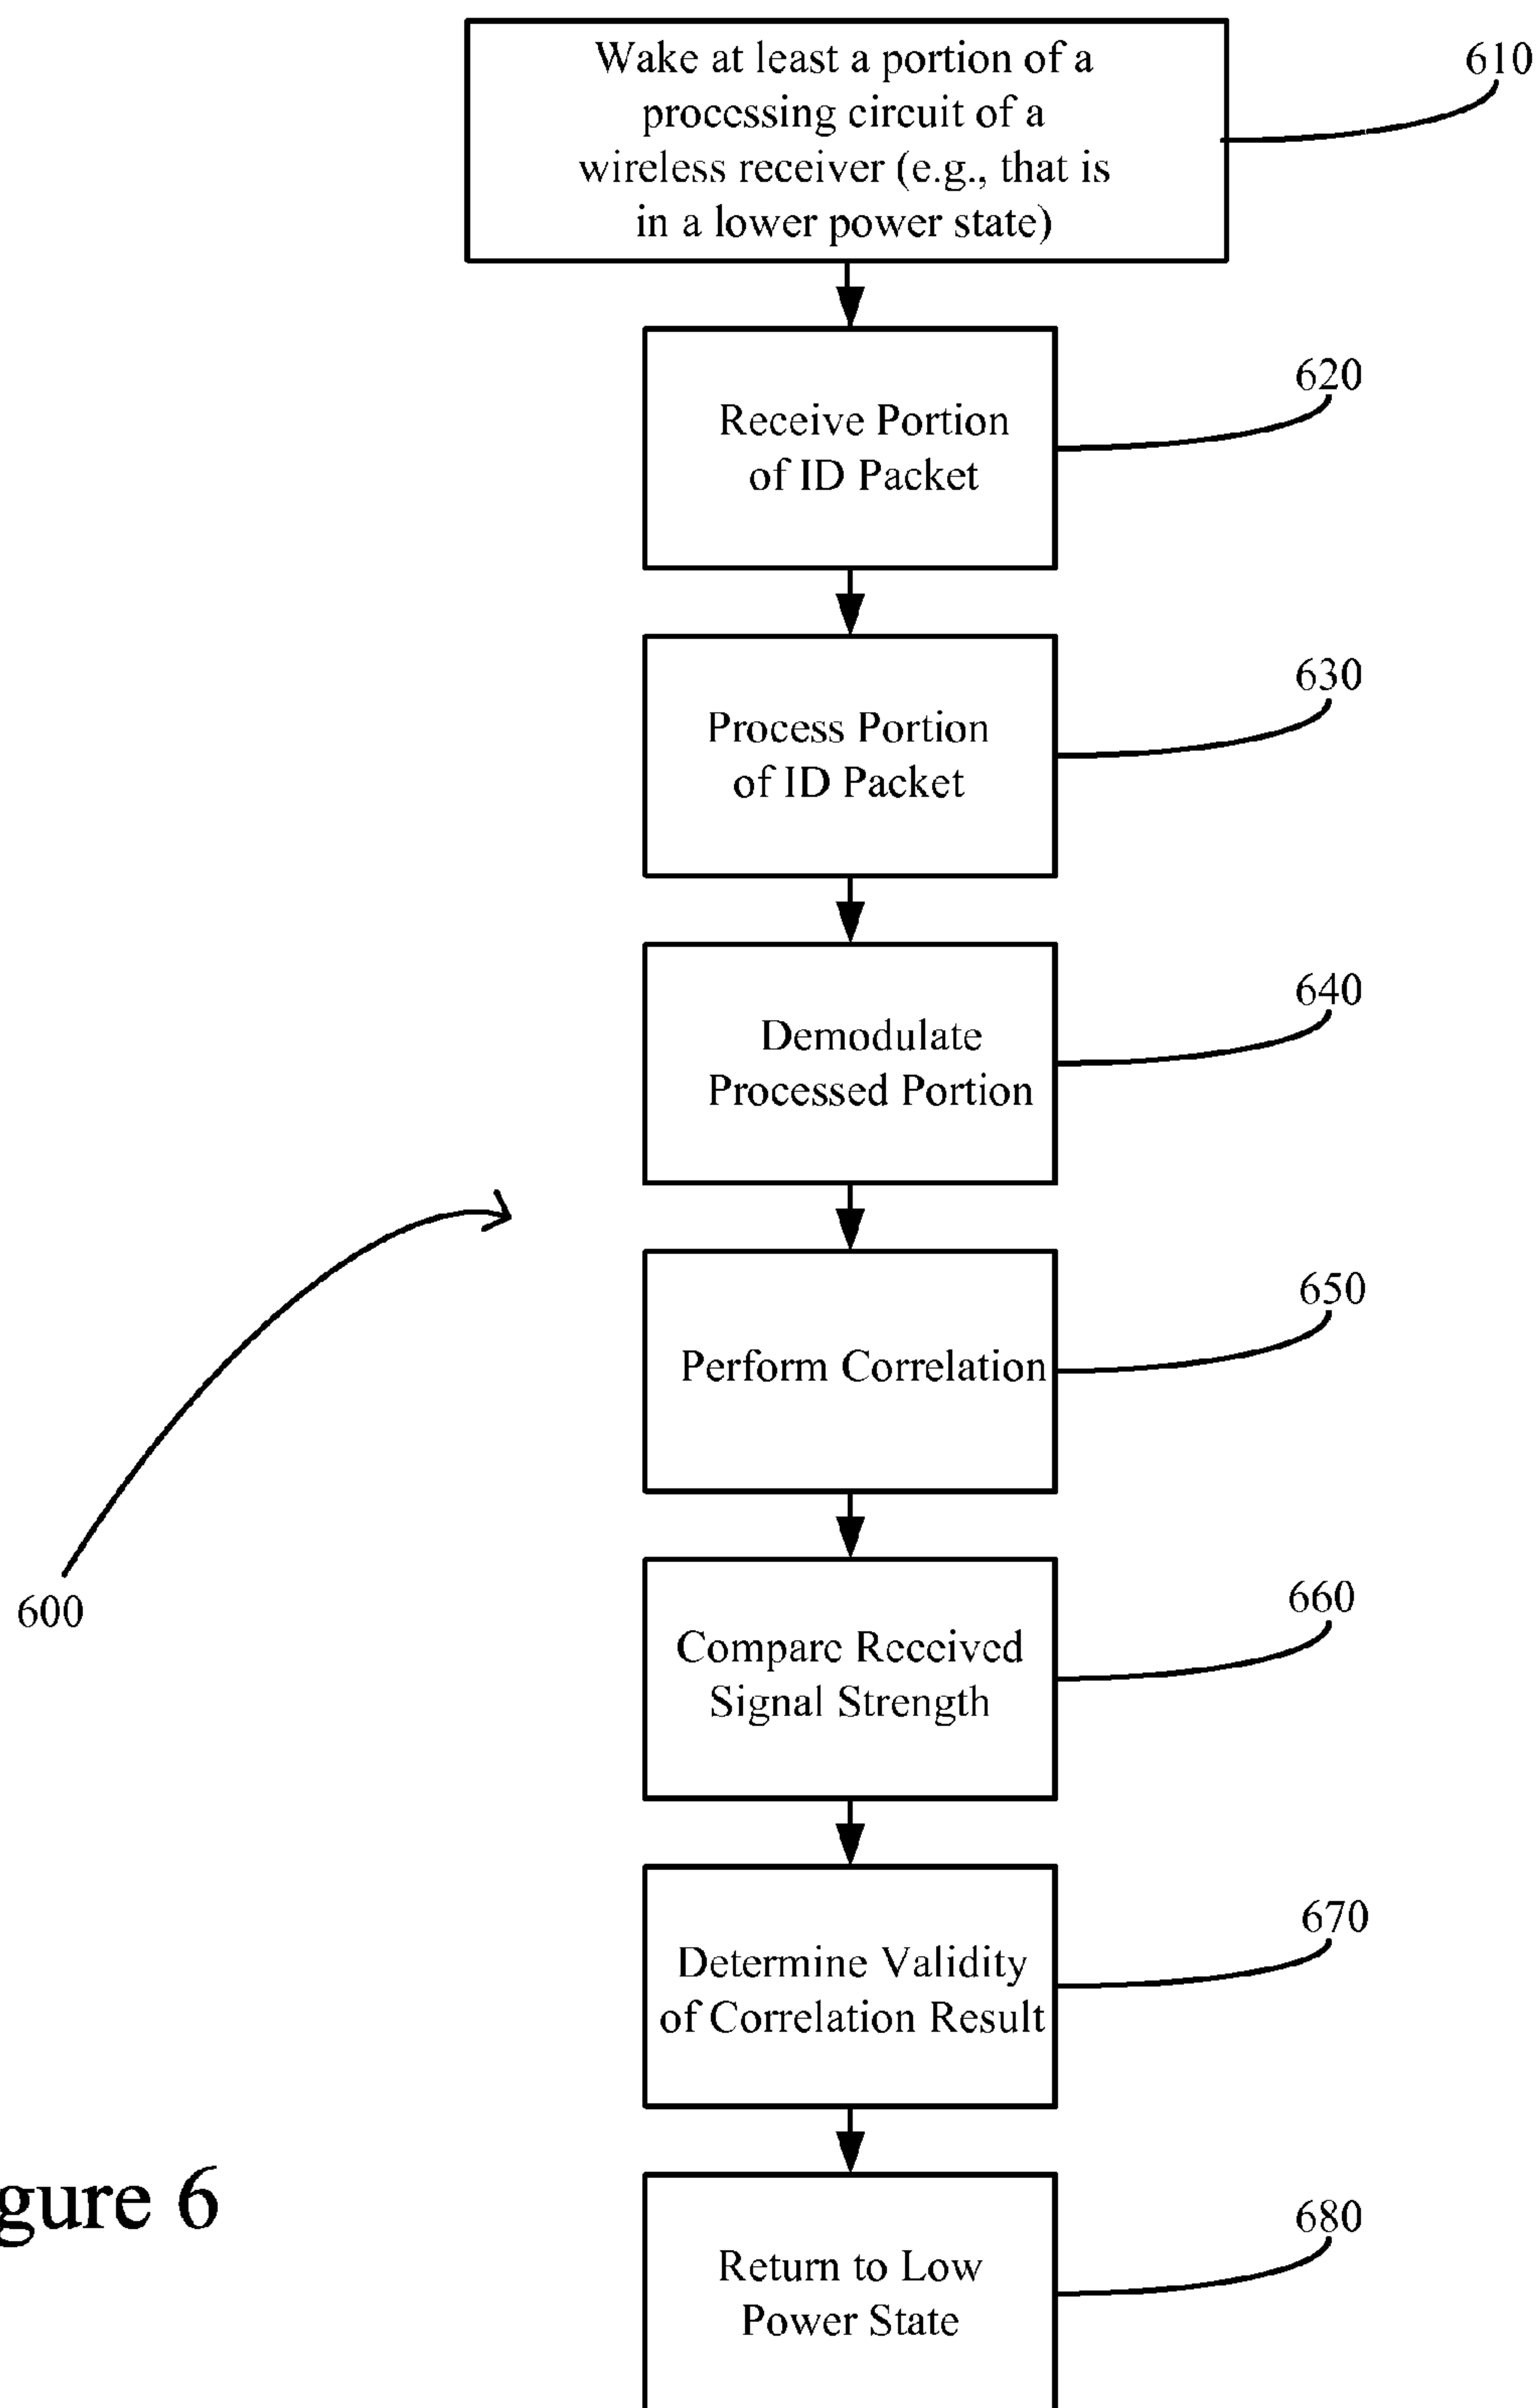 Wake at least a portion of a
processing circuit of a
wireless receiver (e.g., that is
in a lower power state)
610
Receive Portion
of ID Packet
620
Process Portion
of ID Packet
630
Demodulate
Processed Portion
640
Perform Correlation
650
Compare Received
Signal Strength
660
600
Determine Validity
of Correlation Result
670
gure 6
Return to Low
Power State
680